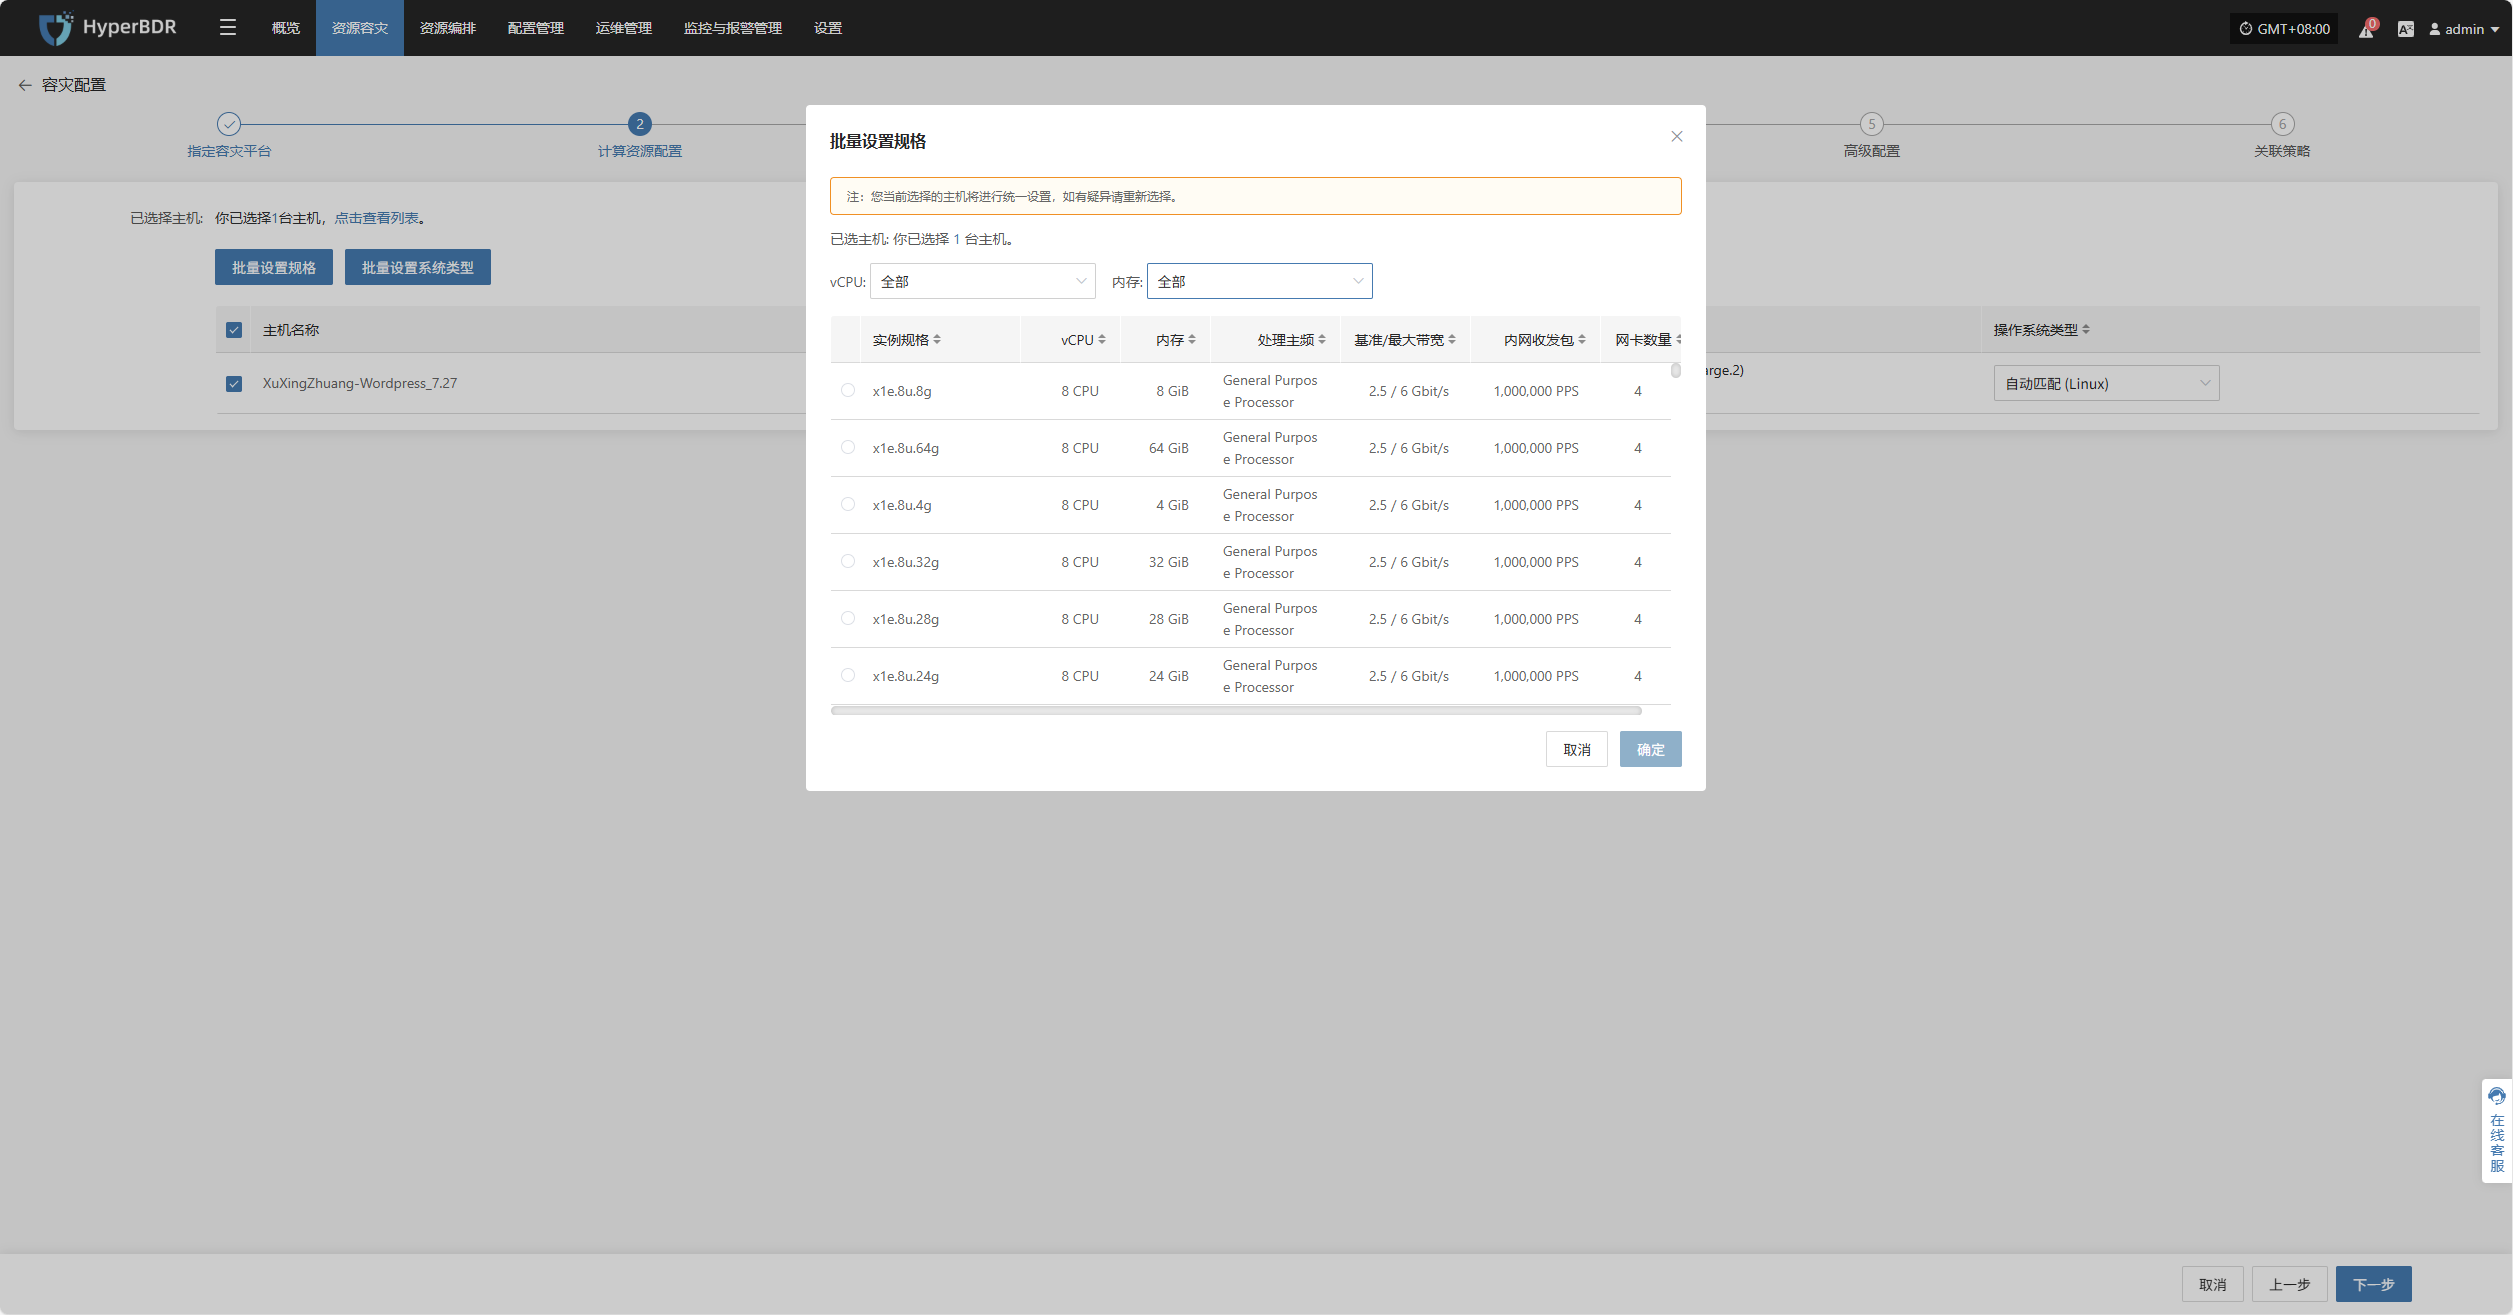 HyperBDR
概览
资源容灾
资源编排
配置管理
运维管理
监控与报警管理
设置
GMT+08:00
0
admin
容灾配置
2
5
6
指定容灾平台
计算资源配置
高级配置
关联策略
已选择主机: 你已选择1台主机，点击查看列表。
批量设置规格
批量设置系统类型
主机名称
操作系统类型
XuXingZhuang-Wordpress_7.27
arge.2)
自动匹配 (Linux)
批量设置规格
注：您当前选择的主机将进行统一设置，如有疑异请重新选择。
已选主机: 你已选择 1 台主机。
vCPU: 全部 内存: 全部
实例规格 vCPU 内存 处理主频 基准/最大带宽 内网收发包 网卡数量
x1e.8u.8g 8 CPU 8 GiB General Purpos
e Processor 2.5 / 6 Gbit/s 1,000,000 PPS 4
x1e.8u.64g 8 CPU 64 GiB General Purpos
e Processor 2.5 / 6 Gbit/s 1,000,000 PPS 4
x1e.8u.4g 8 CPU 4 GiB General Purpos
e Processor 2.5 / 6 Gbit/s 1,000,000 PPS 4
x1e.8u.32g 8 CPU 32 GiB General Purpos
e Processor 2.5 / 6 Gbit/s 1,000,000 PPS 4
x1e.8u.28g 8 CPU 28 GiB General Purpos
e Processor 2.5 / 6 Gbit/s 1,000,000 PPS 4
x1e.8u.24g 8 CPU 24 GiB General Purpos
e Processor 2.5 / 6 Gbit/s 1,000,000 PPS 4
取消
确定
在线客服
取消
上一步
下一步